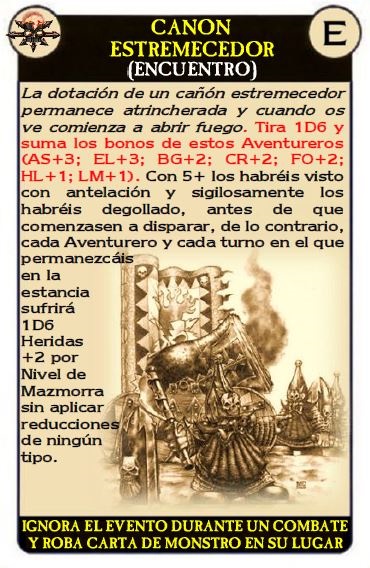 CANON
ESTREMECEDOR
(ENCUENTRO)
E
La dotación de un cañón estremecedor
permanece atrincherada y cuando os
ve comienza a abrir fuego. Tira 1D6 y
suma los bonos de estos Aventureros
(AS+3; EL+3; BG+2; CR+2; FO+2;
HL+1; LM+1). Con 5+ los habréis visto
con antelación y sigilosamente los
habréis degollado, antes de que
comenzasen a disparar, de lo contrario,
cada Aventurero y cada turno en el que
permanezcáis
en la
estancia
sufrirá
1D6
Heridas
+2 por
Nivel de
Mazmorra
sin aplicar
reducciones
de ningún
tipo.
IGNORA EL EVENTO DURANTE UN COMBATE
Y ROBA CARTA DE MONSTRO EN SU LUGAR